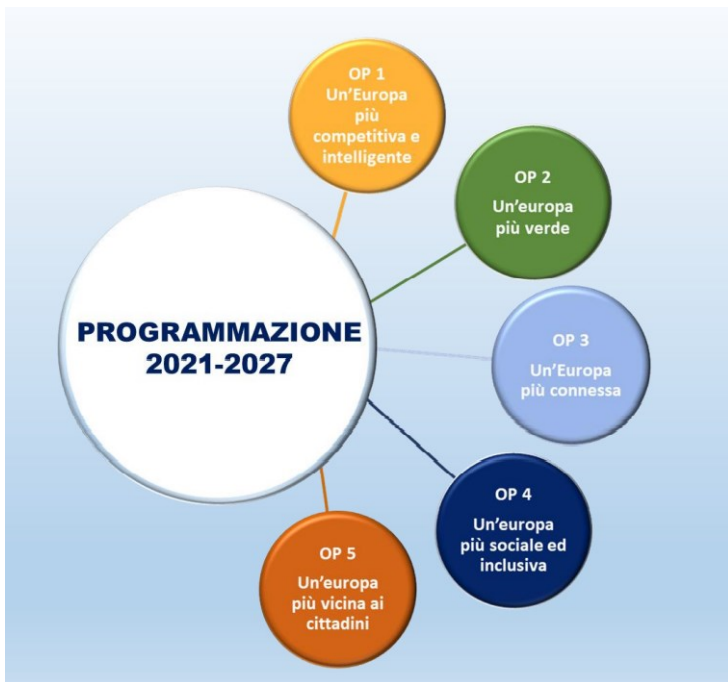 OP 1
Un’Europa
più
competitiva e
intelligente
OP 2
Un’europa
più verde
PROGRAMMAZIONE
2021-2027
OP 3
Un’Europa
più connessa
OP 4
Un’europa
più sociale ed
inclusiva
OP 5
Un’europa
più vicina ai
cittadini